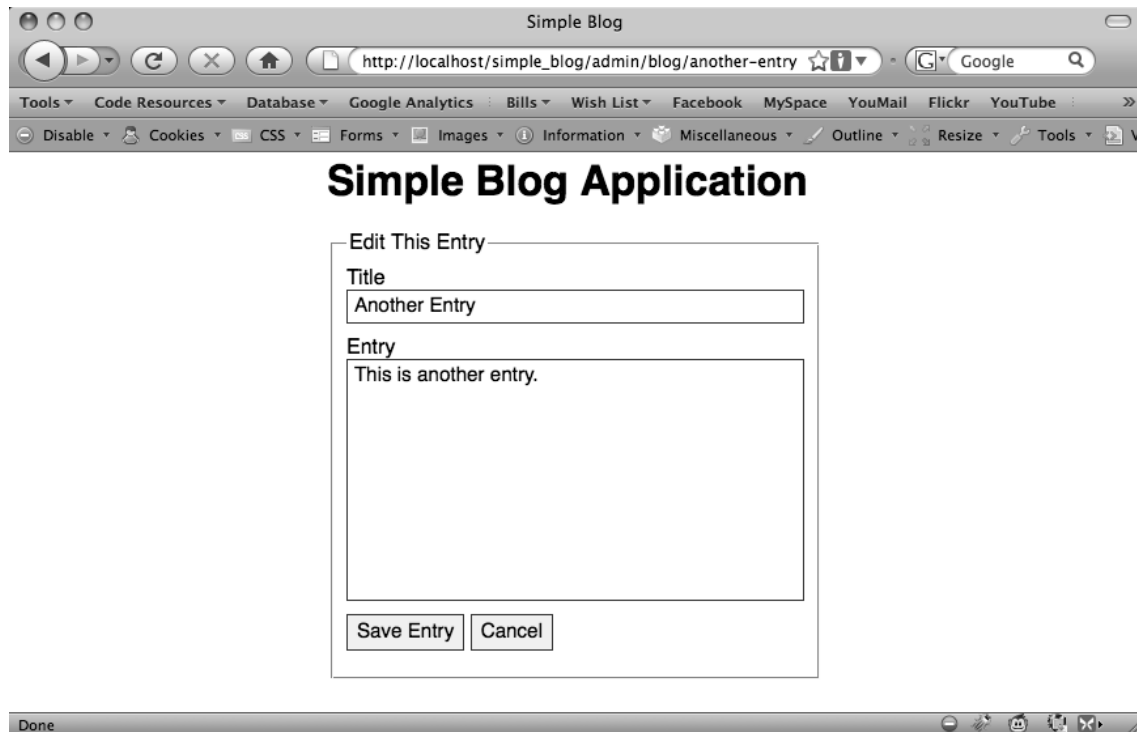 Simple Blog
http://localhost/simple_blog/admin/blog/another-entry
G Google
Tools Code Resources Database Google Analytics Bills Wish List Facebook MySpace YouMail Flickr YouTube »
Disable Cookies CSS Forms Images Information Miscellaneous Outline Resize Tools
Simple Blog Application
Edit This Entry
Title
Another Entry
Entry
This is another entry.
Save Entry Cancel
Done